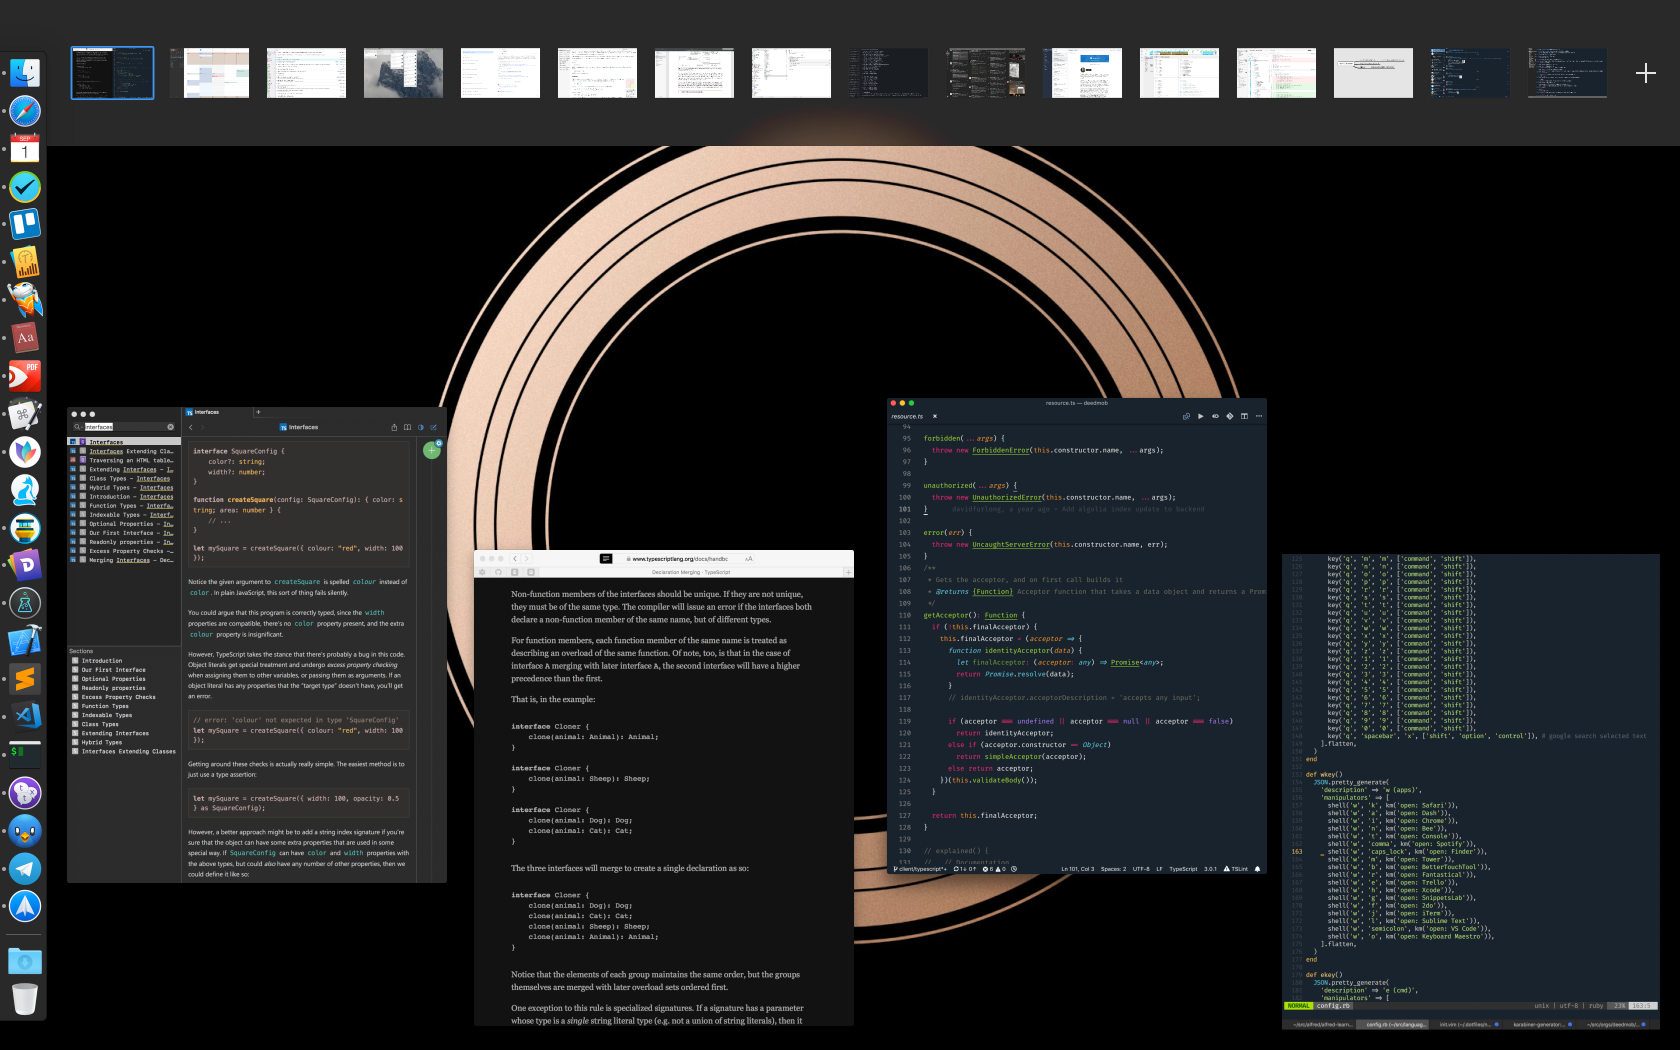 SEP
1
Aa
PDF
interfaces
Interfaces
Interfaces Extending Cla…
Traversing an HTML table…
Extending Interfaces – I…
Class Types – Interfaces
Hybrid Types – Interfaces
Introduction – Interfaces
Function Types – Interfa…
Indexable Types – Interf…
Optional Properties – In…
Our First Interface – In…
Readonly properties – In…
Excess Property Checks –…
Merging Interfaces – Dec…
Sections
Introduction
Our First Interface
Optional Properties
Readonly properties
Excess Property Checks
Function Types
Indexable Types
Class Types
Extending Interfaces
Hybrid Types
Interfaces Extending Classes
Interfaces
Interfaces
interface SquareConfig {
color?: string;
width?: number;
}
function createSquare(config: SquareConfig): { color: s
tring; area: number } {
// ...
}
let mySquare = createSquare({ colour: "red", width: 100
});
Notice the given argument to createSquare is spelled colour instead of
color . In plain JavaScript, this sort of thing fails silently.
You could argue that this program is correctly typed, since the width
properties are compatible, there's no color property present, and the extra
colour property is insignificant.
However, TypeScript takes the stance that there's probably a bug in this code.
Object literals get special treatment and undergo excess property checking
when assigning them to other variables, or passing them as arguments. If an
object literal has any properties that the "target type" doesn't have, you'll get
an error.
// error: 'colour' not expected in type 'SquareConfig'
let mySquare = createSquare({ colour: "red", width: 100
});
Getting around these checks is actually really simple. The easiest method is to
just use a type assertion:
let mySquare = createSquare({ width: 100, opacity: 0.5
} as SquareConfig);
However, a better approach might be to add a string index signature if you're
sure that the object can have some extra properties that are used in some
special way. If SquareConfig can have color and width properties with
the above types, but could also have any number of other properties, then we
could define it like so:
www.typescriptlang.org/docs/handbc
Declaration Merging · TypeScript
Non-function members of the interfaces should be unique. If they are not unique,
they must be of the same type. The compiler will issue an error if the interfaces both
declare a non-function member of the same name, but of different types.
For function members, each function member of the same name is treated as
describing an overload of the same function. Of note, too, is that in the case of
interface A merging with later interface A, the second interface will have a higher
precedence than the first.
That is, in the example:
interface Cloner {
clone(animal: Animal): Animal;
}
interface Cloner {
clone(animal: Sheep): Sheep;
}
interface Cloner {
clone(animal: Dog): Dog;
clone(animal: Cat): Cat;
}
The three interfaces will merge to create a single declaration as so:
interface Cloner {
clone(animal: Dog): Dog;
clone(animal: Cat): Cat;
clone(animal: Sheep): Sheep;
clone(animal: Animal): Animal;
}
Notice that the elements of each group maintains the same order, but the groups
themselves are merged with later overload sets ordered first.
One exception to this rule is specialized signatures. If a signature has a parameter
whose type is a single string literal type (e.g. not a union of string literals), then it
resource.ts — deedmob
resource.ts
94
95 forbidden(...args) {
96 throw new ForbiddenError(this.constructor.name, ...args);
97 }
98
99 unauthorized(...args) {
100 throw new UnauthorizedError(this.constructor.name, ...args);
101 } davidfurlong, a year ago • Add algolia index update to backend
102
103 error(err) {
104 throw new UncaughtServerError(this.constructor.name, err);
105 }
106 /**
107 * Gets the acceptor, and on first call builds it
108 * @returns {Function} Acceptor function that takes a data object and returns a Prom
109 */
110 getAcceptor(): Function {
111 if (!this.finalAcceptor) {
112 this.finalAcceptor = (acceptor => {
113 function identityAcceptor(data) {
114 let finalAcceptor: (acceptor: any) => Promise<any>;
115 return Promise.resolve(data);
116 }
117 // identityAcceptor.acceptorDescription = 'accepts any input';
118
119 if (acceptor === undefined || acceptor === null || acceptor === false)
120 return identityAcceptor;
121 else if (acceptor.constructor == Object)
122 return simpleAcceptor(acceptor);
123 else return acceptor;
124 })(this.validateBody());
125 }
126
127 return this.finalAcceptor;
128 }
129
130 // explained() {
131 // // Documentation
client/typescript*+ 1↓ 0↑ 6 0 Ln 101, Col 3 Spaces: 2 UTF-8 LF TypeScript 3.0.1 TSLint
key('q', 'm', 'm', ['command', 'shift']),
key('q', 'n', 'n', ['command', 'shift']),
key('q', 'o', 'o', ['command', 'shift']),
key('q', 'p', 'p', ['command', 'shift']),
key('q', 'r', 'r', ['command', 'shift']),
key('q', 's', 's', ['command', 'shift']),
key('q', 't', 't', ['command', 'shift']),
key('q', 'u', 'u', ['command', 'shift']),
key('q', 'v', 'v', ['command', 'shift']),
key('q', 'w', 'w', ['command', 'shift']),
key('q', 'x', 'x', ['command', 'shift']),
key('q', 'y', 'y', ['command', 'shift']),
key('q', 'z', 'z', ['command', 'shift']),
key('q', '1', '1', ['command', 'shift']),
key('q', '2', '2', ['command', 'shift']),
key('q', '3', '3', ['command', 'shift']),
key('q', '4', '4', ['command', 'shift']),
key('q', '5', '5', ['command', 'shift']),
key('q', '6', '6', ['command', 'shift']),
key('q', '7', '7', ['command', 'shift']),
key('q', '8', '8', ['command', 'shift']),
key('q', '9', '9', ['command', 'shift']),
key('q', '0', '0', ['command', 'shift']),
key('q', 'spacebar', 'x', ['shift', 'option', 'control']), # google search selected text
].flatten,
)
end
def wkey()
JSON.pretty_generate(
'description' => 'w (apps)',
'manipulators' => [
shell('w', 'k', km('open: Safari')),
shell('w', 'a', km('open: Dash')),
shell('w', 'i', km('open: Chrome')),
shell('w', 'n', km('open: Bee')),
shell('w', 't', km('open: Console')),
shell('w', 'comma', km('open: Spotify')),
163 shell('w', 'caps_lock', km('open: Finder')),
shell('w', 'm', km('open: Tower')),
shell('w', 'b', km('open: BetterTouchTool')),
shell('w', 'r', km('open: Fantastical')),
shell('w', 'e', km('open: Trello')),
shell('w', 'h', km('open: Xcode')),
shell('w', 'g', km('open: SnippetsLab')),
shell('w', 'f', km('open: 2do')),
shell('w', 'j', km('open: iTerm')),
shell('w', 'l', km('open: Sublime Text')),
shell('w', 'semicolon', km('open: VS Code')),
shell('w', 'o', km('open: Keyboard Maestro')),
].flatten,
)
end
def ekey()
JSON.pretty_generate(
'description' => 'e (cmd)',
'manipulators' => [
NORMAL config.rb unix | utf-8 | ruby 23% 163:5
~/src/alfred/alfred-learn… config.rb (~/src/languag… init.vim (~/.dotfiles/n… karabiner-generator:… ~/src/orgs/deedmob/…